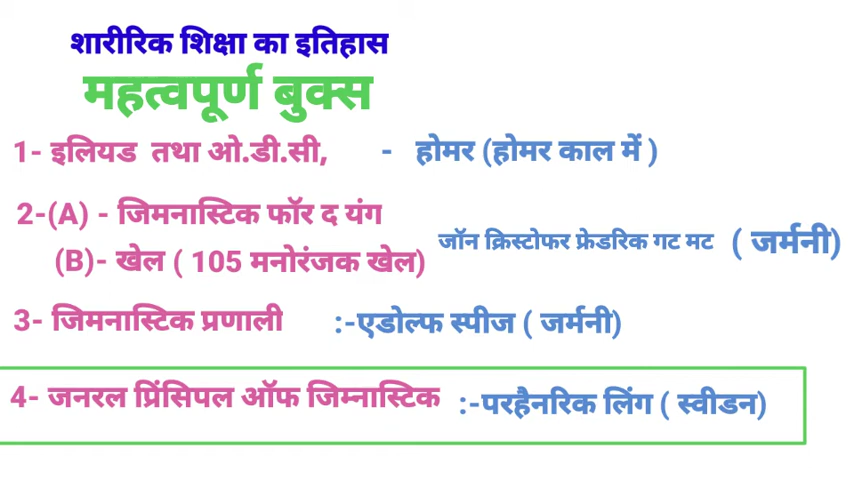 शारीरिक शिक्षा का इतिहास
महत्वपूर्ण बुक्स
1- इलियड तथा ओ.डी.सी, - होमर (होमर काल में )
2-(A) - जिमनास्टिक फॉर द यंग
(B)- खेल ( 105 मनोरंजक खेल)
जॉन क्रिस्टोफर फ्रेडरिक गट मट ( जर्मनी)
3- जिमनास्टिक प्रणाली :-एडोल्फ स्पीज ( जर्मनी)
4- जनरल प्रिंसिपल ऑफ जिम्नास्टिक :-परहैनरिक लिंग ( स्वीडन)